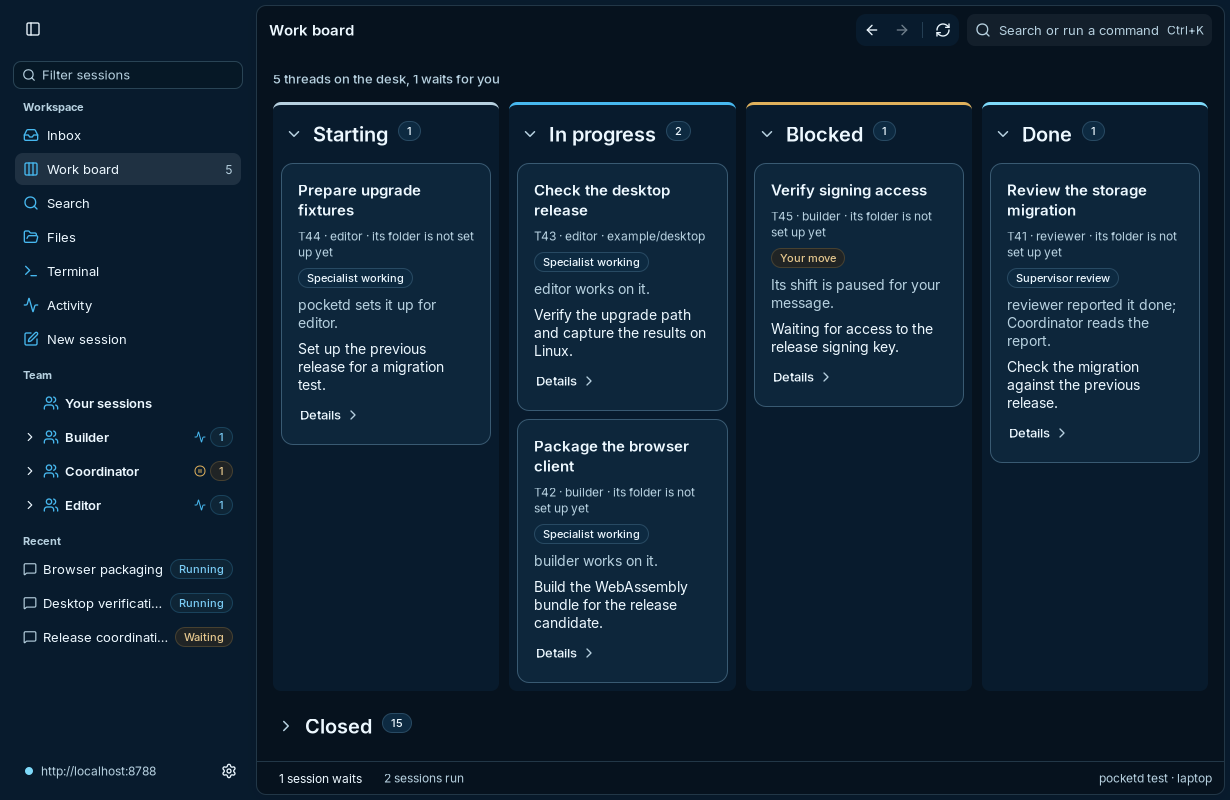 Filter sessions
Workspace
Inbox
Work board 5
Search
Files
Terminal
Activity
New session
Team
Your sessions
Builder 1
Coordinator 1
Editor 1
Recent
Browser packaging Running
Desktop verificati... Running
Release coordinati... Waiting
http://localhost:8788
Work board
Search or run a command Ctrl+K
5 threads on the desk, 1 waits for you
Starting 1
Prepare upgrade
fixtures
T44 · editor · its folder is not set
up yet
Specialist working
pocketd sets it up for
editor.
Set up the previous
release for a migration
test.
Details
In progress 2
Check the desktop
release
T43 · editor · example/desktop
Specialist working
editor works on it.
Verify the upgrade path
and capture the results on
Linux.
Details
Package the browser
client
T42 · builder · its folder is not
set up yet
Specialist working
builder works on it.
Build the WebAssembly
bundle for the release
candidate.
Details
Blocked 1
Verify signing access
T45 · builder · its folder is not
set up yet
Your move
Its shift is paused for your
message.
Waiting for access to the
release signing key.
Details
Done 1
Review the storage
migration
T41 · reviewer · its folder is not
set up yet
Supervisor review
reviewer reported it done;
Coordinator reads the
report.
Check the migration
against the previous
release.
Details
Closed 15
1 session waits 2 sessions run
pocketd test · laptop